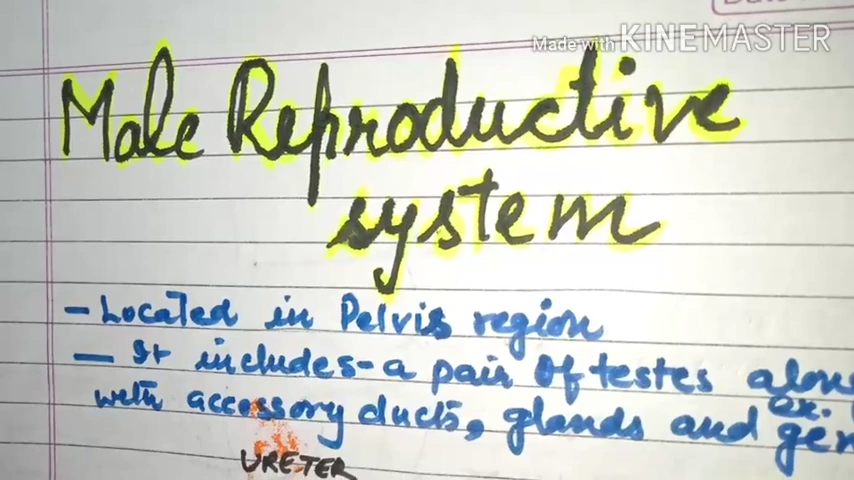 Made with KINEMASTER
Male Reproductive
system
- Located in Pelvis region
- It includes - a pair of testes
ex.
with accessory ducts, glands and
URETER